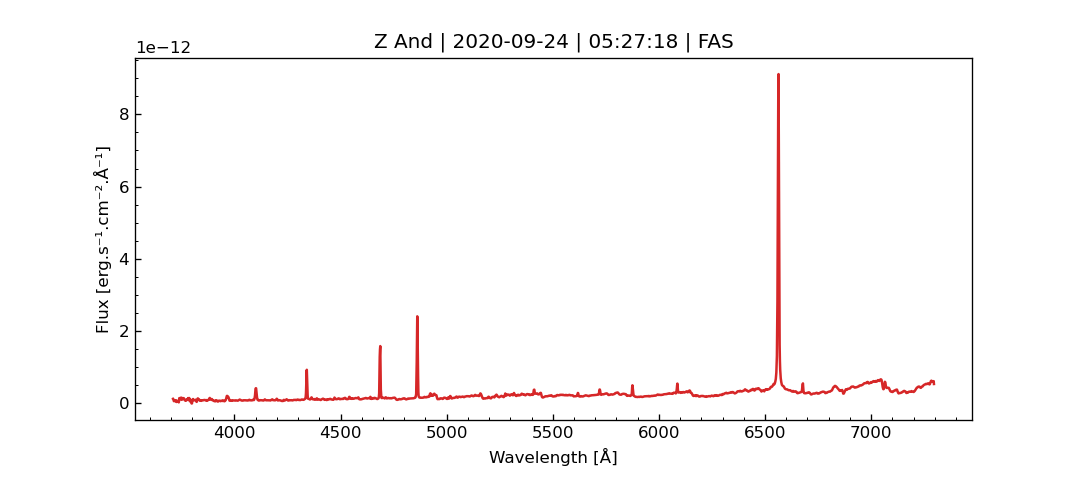 Z And | 2020-09-24 | 05:27:18 | FAS
1e−12
8
6
4
2
0
Flux [erg.s⁻¹.cm⁻².Å⁻¹]
4000 4500 5000 5500 6000 6500 7000
Wavelength [Å]